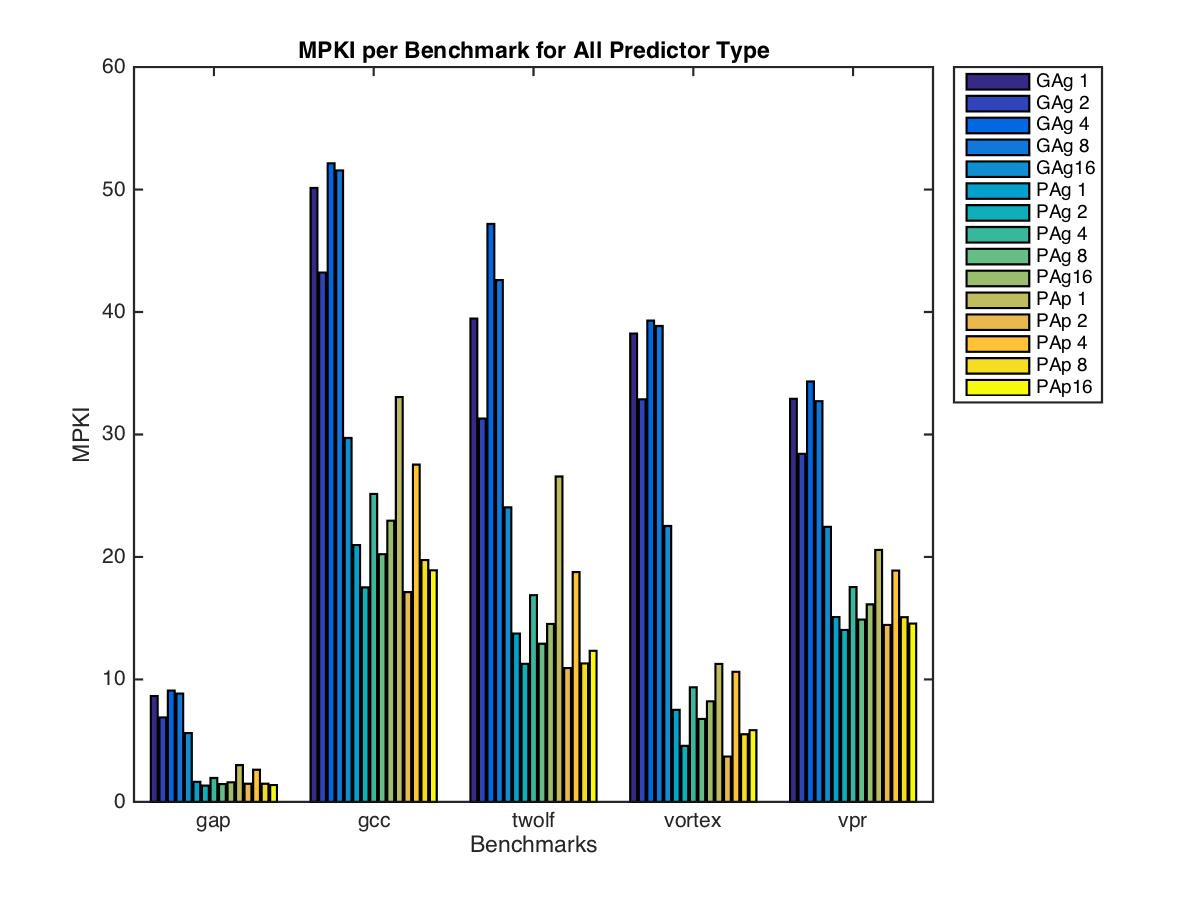 MPKI per Benchmark for All Predictor Type
60
50
40
30
20
10
0
MPKI
gap
gcc
twolf
vortex
vpr
Benchmarks
GAg 1
GAg 2
GAg 4
GAg 8
GAg16
PAg 1
PAg 2
PAg 4
PAg 8
PAg16
PAp 1
PAp 2
PAp 4
PAp 8
PAp16